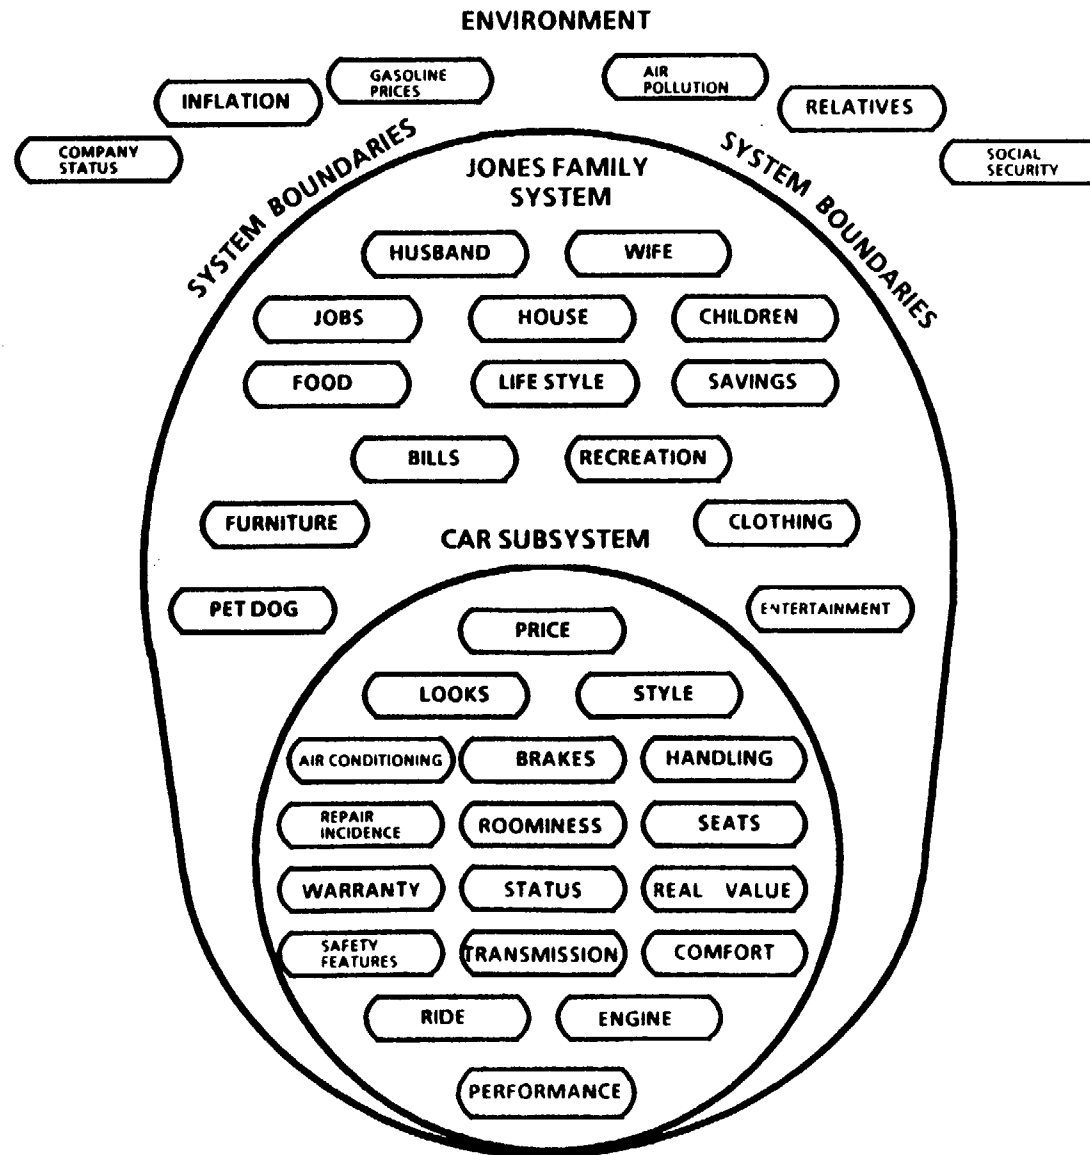 ENVIRONMENT
GASOLINE
PRICES
AIR
POLLUTION
INFLATION
RELATIVES
COMPANY
STATUS
SOCIAL
SECURITY
SYSTEM BOUNDARIES
SYSTEM BOUNDARIES
JONES FAMILY
SYSTEM
HUSBAND
WIFE
JOBS
HOUSE
CHILDREN
FOOD
LIFE STYLE
SAVINGS
BILLS
RECREATION
FURNITURE
CLOTHING
CAR SUBSYSTEM
PET DOG
ENTERTAINMENT
PRICE
LOOKS
STYLE
AIR CONDITIONING
BRAKES
HANDLING
REPAIR
INCIDENCE
ROOMINESS
SEATS
WARRANTY
STATUS
REAL VALUE
SAFETY
FEATURES
TRANSMISSION
COMFORT
RIDE
ENGINE
PERFORMANCE